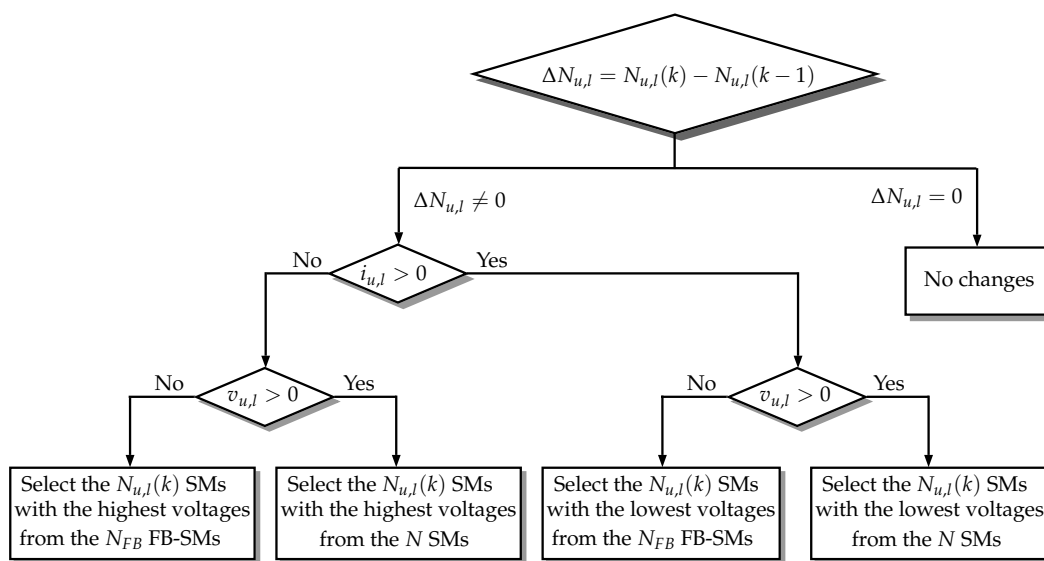 ΔN_{u,l} = N_{u,l}(k) − N_{u,l}(k − 1)
ΔN_{u,l} ≠ 0
ΔN_{u,l} = 0
No
i_{u,l} > 0
Yes
No changes
No
v_{u,l} > 0
Yes
No
v_{u,l} > 0
Yes
Select the N_{u,l}(k) SMs
with the highest voltages
from the N_{FB} FB-SMs
Select the N_{u,l}(k) SMs
with the highest voltages
from the N SMs
Select the N_{u,l}(k) SMs
with the lowest voltages
from the N_{FB} FB-SMs
Select the N_{u,l}(k) SMs
with the lowest voltages
from the N SMs